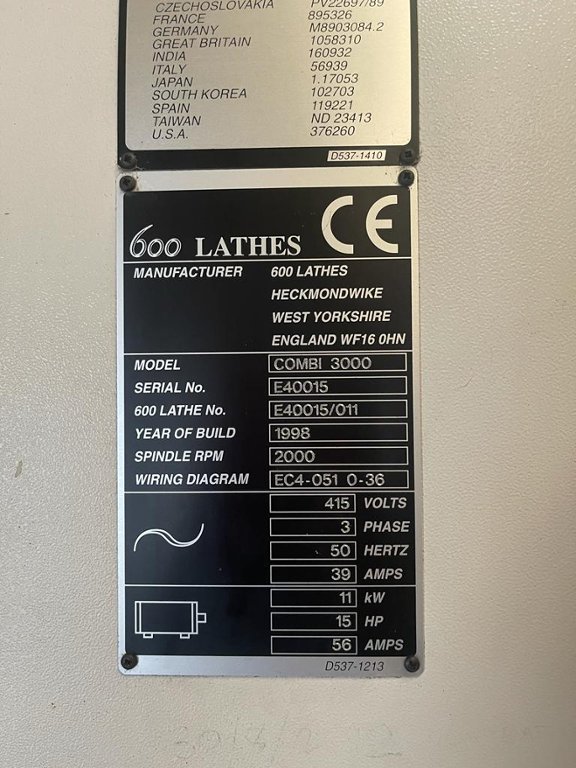 CZECHOSLOVAKIA PV22697/89
FRANCE 895326
GERMANY M8903084.2
GREAT BRITAIN 1058310
INDIA 160932
ITALY 56939
JAPAN 1.17053
SOUTH KOREA 102703
SPAIN 119221
TAIWAN ND 23413
U.S.A. 376260
D537-1410
600 LATHES CE
MANUFACTURER 600 LATHES
HECKMONDWIKE
WEST YORKSHIRE
ENGLAND WF16 0HN
MODEL COMBI 3000
SERIAL No. E40015
600 LATHE No. E40015/011
YEAR OF BUILD 1998
SPINDLE RPM 2000
WIRING DIAGRAM EC4-051 0-36
415 VOLTS
3 PHASE
50 HERTZ
39 AMPS
11 kW
15 HP
56 AMPS
D537-1213